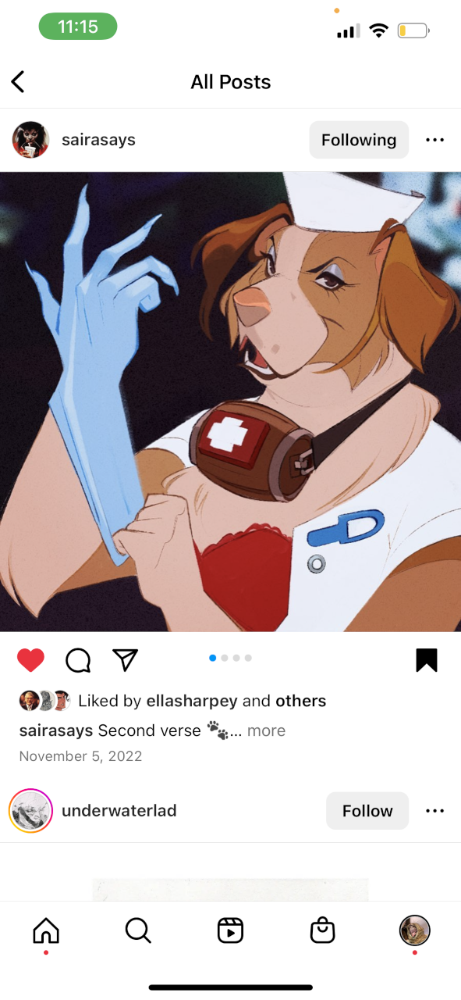 11:15
All Posts
sairasays
Following
Liked by ellasharpey and others
sairasays Second verse 🐾... more
November 5, 2022
underwaterlad
Follow